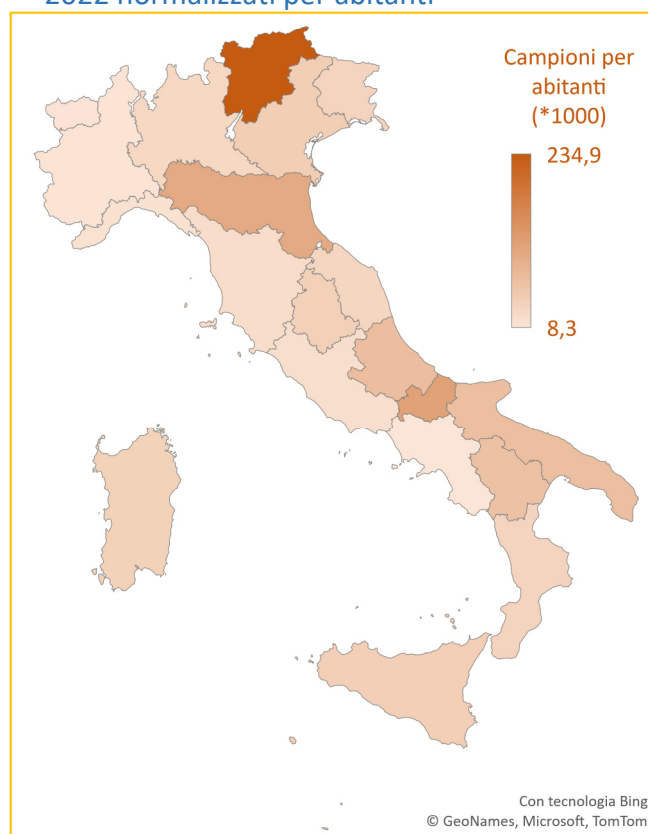 2022 normalizzati per abitanti
Campioni per
abitanti
(*1000)
234,9
8,3
Con tecnologia Bing
© GeoNames, Microsoft, TomTom